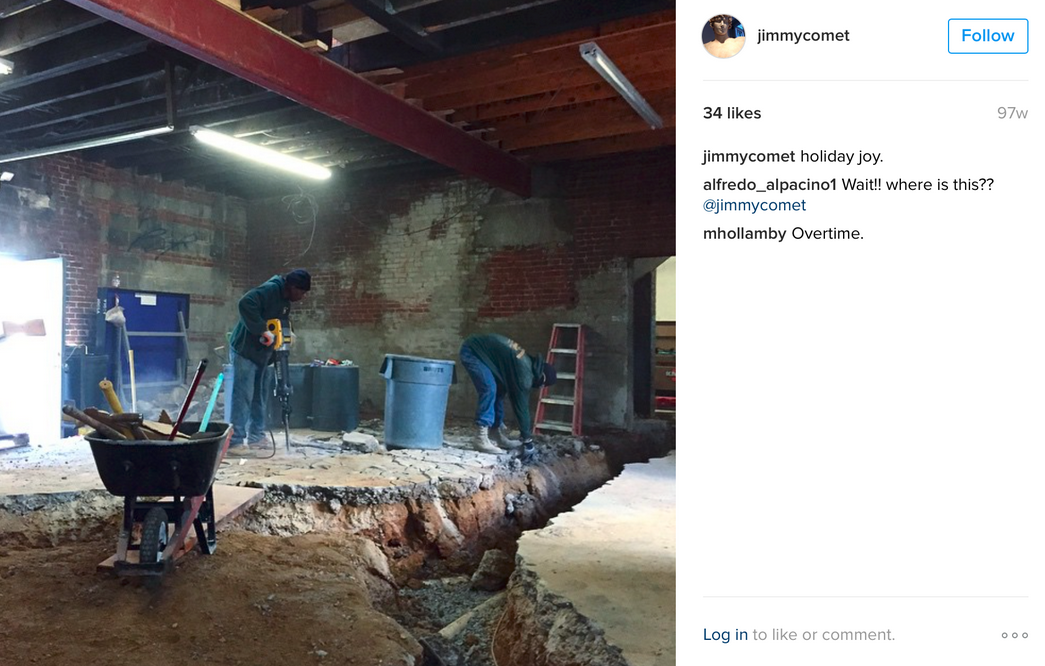 jimmycomet
Follow
34 likes
97w
jimmycomet holiday joy.
alfredo_alpacino1 Wait!! where is this??
@jimmycomet
mhollamby Overtime.
Log in to like or comment.
BRUTE